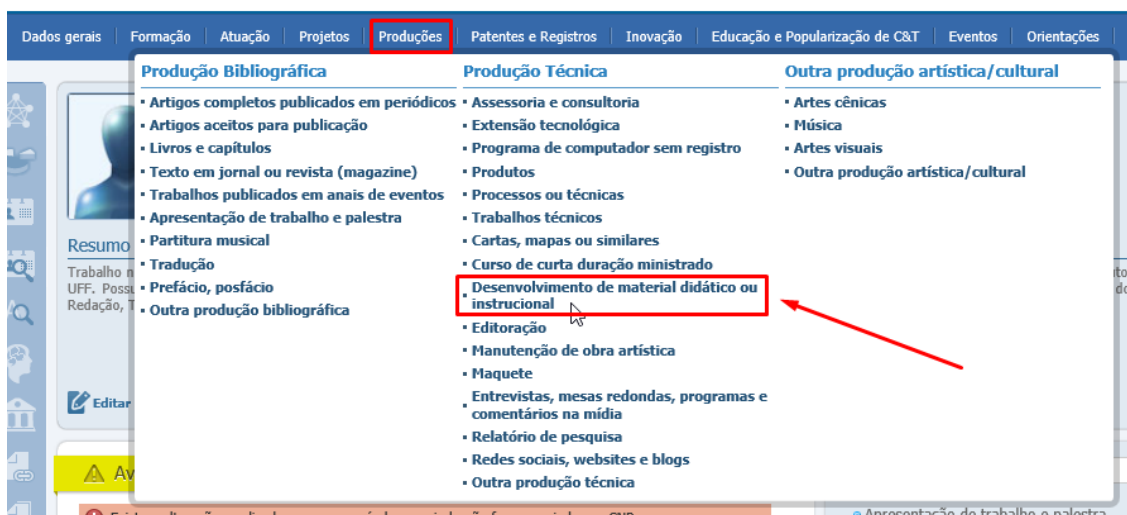 Dados gerais Formação Atuação Projetos Produções Patentes e Registros Inovação Educação e Popularização de C&T Eventos Orientações
Produção Bibliográfica
Artigos completos publicados em periódicos
Artigos aceitos para publicação
Livros e capítulos
Texto em jornal ou revista (magazine)
Trabalhos publicados em anais de eventos
Apresentação de trabalho e palestra
Partitura musical
Tradução
Prefácio, posfácio
Outra produção bibliográfica
Produção Técnica
Assessoria e consultoria
Extensão tecnológica
Programa de computador sem registro
Produtos
Processos ou técnicas
Trabalhos técnicos
Cartas, mapas ou similares
Curso de curta duração ministrado
Desenvolvimento de material didático ou
instrucional
Editoração
Manutenção de obra artística
Maquete
Entrevistas, mesas redondas, programas e
comentários na mídia
Relatório de pesquisa
Redes sociais, websites e blogs
Outra produção técnica
Outra produção artística/cultural
Artes cênicas
Música
Artes visuais
Outra produção artística/cultural
Resumo
Trabalho
UFF.
Redação,
Editar
Apresentação de trabalho e palestra